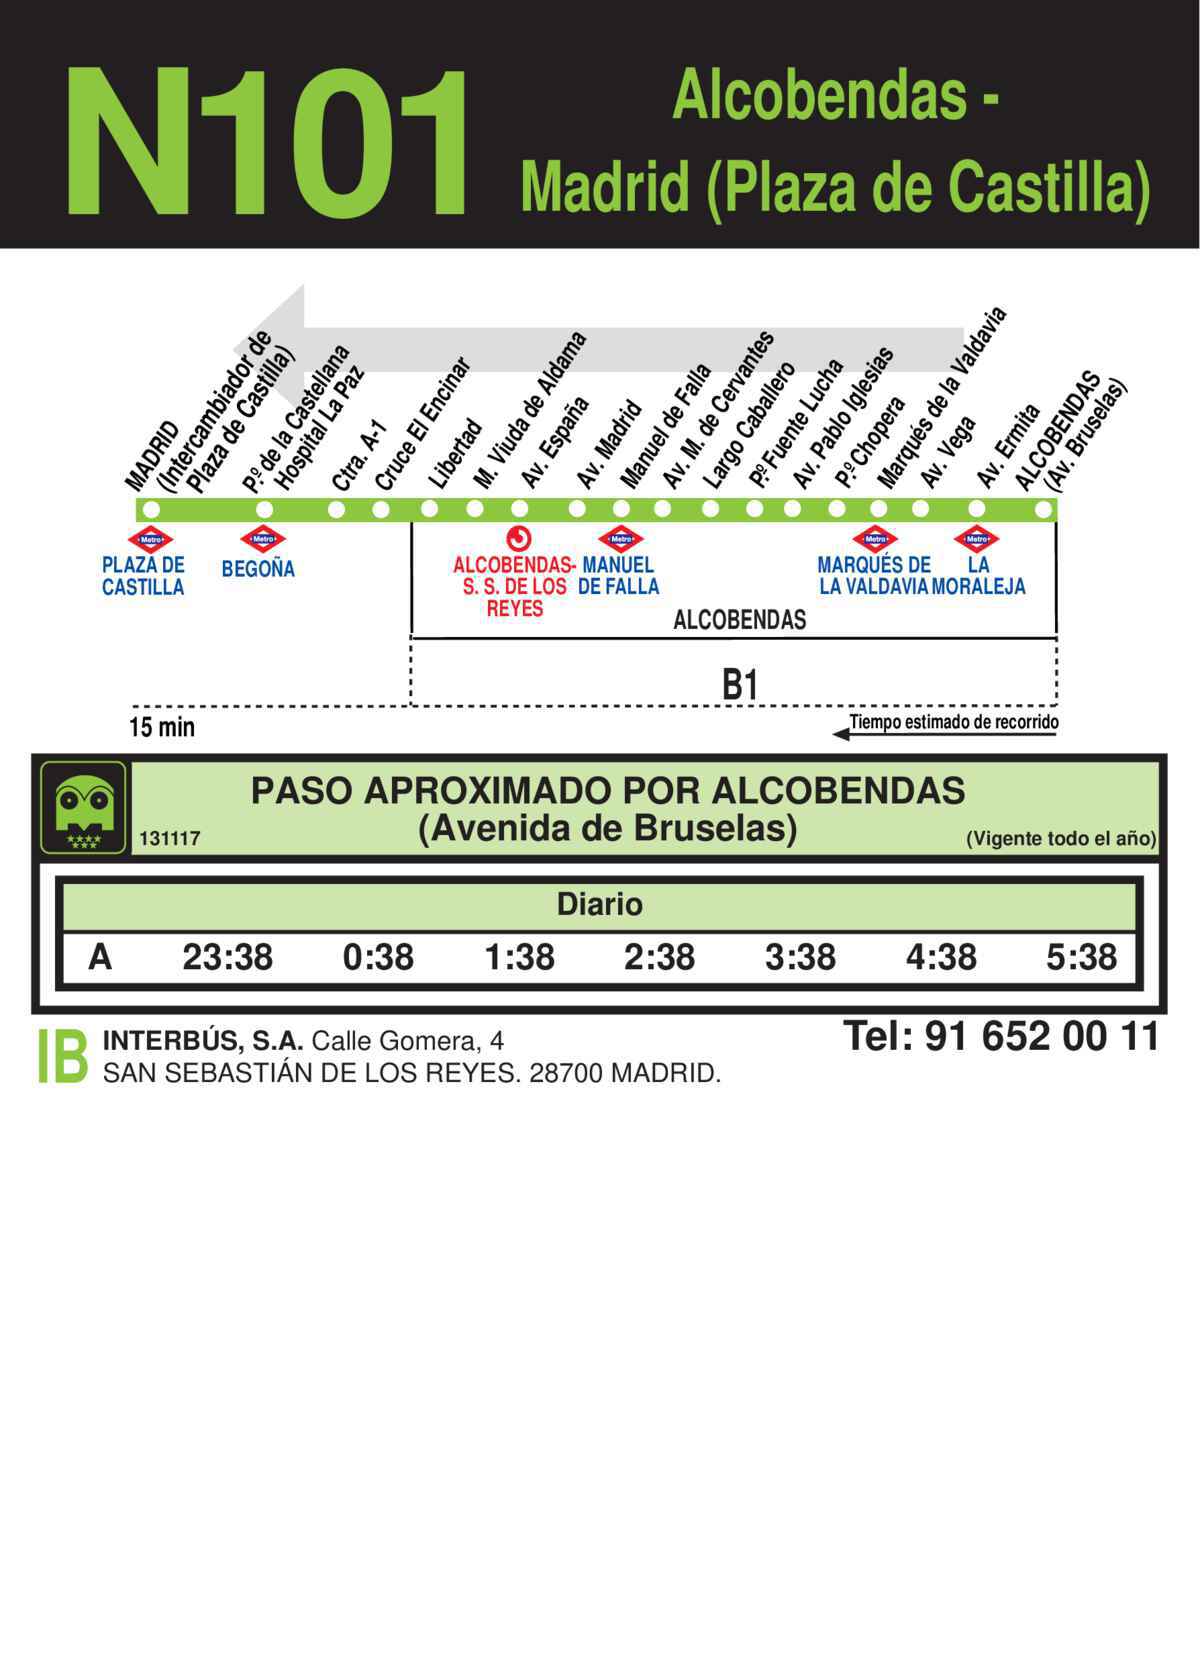 N101
Alcobendas -
Madrid (Plaza de Castilla)
MADRID
(Intercambiador de
Plaza de Castilla)
P.º de la Castellana
Hospital La Paz
Ctra. A-1
Cruce El Encinar
Libertad
M. Viuda de Aldama
Av. España
Av. Madrid
Manuel de Falla
Av. M. de Cervantes
Largo Caballero
P.º Fuente Lucha
Av. Pablo Iglesias
P.º Chopera
Marqués de la Valdavia
Av. Vega
Av. Ermita
ALCOBENDAS
(Av. Bruselas)
Metro
Metro
Metro
Metro
Metro
PLAZA DE
CASTILLA
BEGOÑA
ALCOBENDAS-
S. S. DE LOS
REYES
MANUEL
DE FALLA
MARQUÉS DE
LA VALDAVIA
LA
MORALEJA
ALCOBENDAS
B1
15 min
Tiempo estimado de recorrido
PASO APROXIMADO POR ALCOBENDAS
(Avenida de Bruselas)
131117
(Vigente todo el año)
Diario
A 23:38 0:38 1:38 2:38 3:38 4:38 5:38
IB
INTERBÚS, S.A. Calle Gomera, 4
SAN SEBASTIÁN DE LOS REYES. 28700 MADRID.
Tel: 91 652 00 11